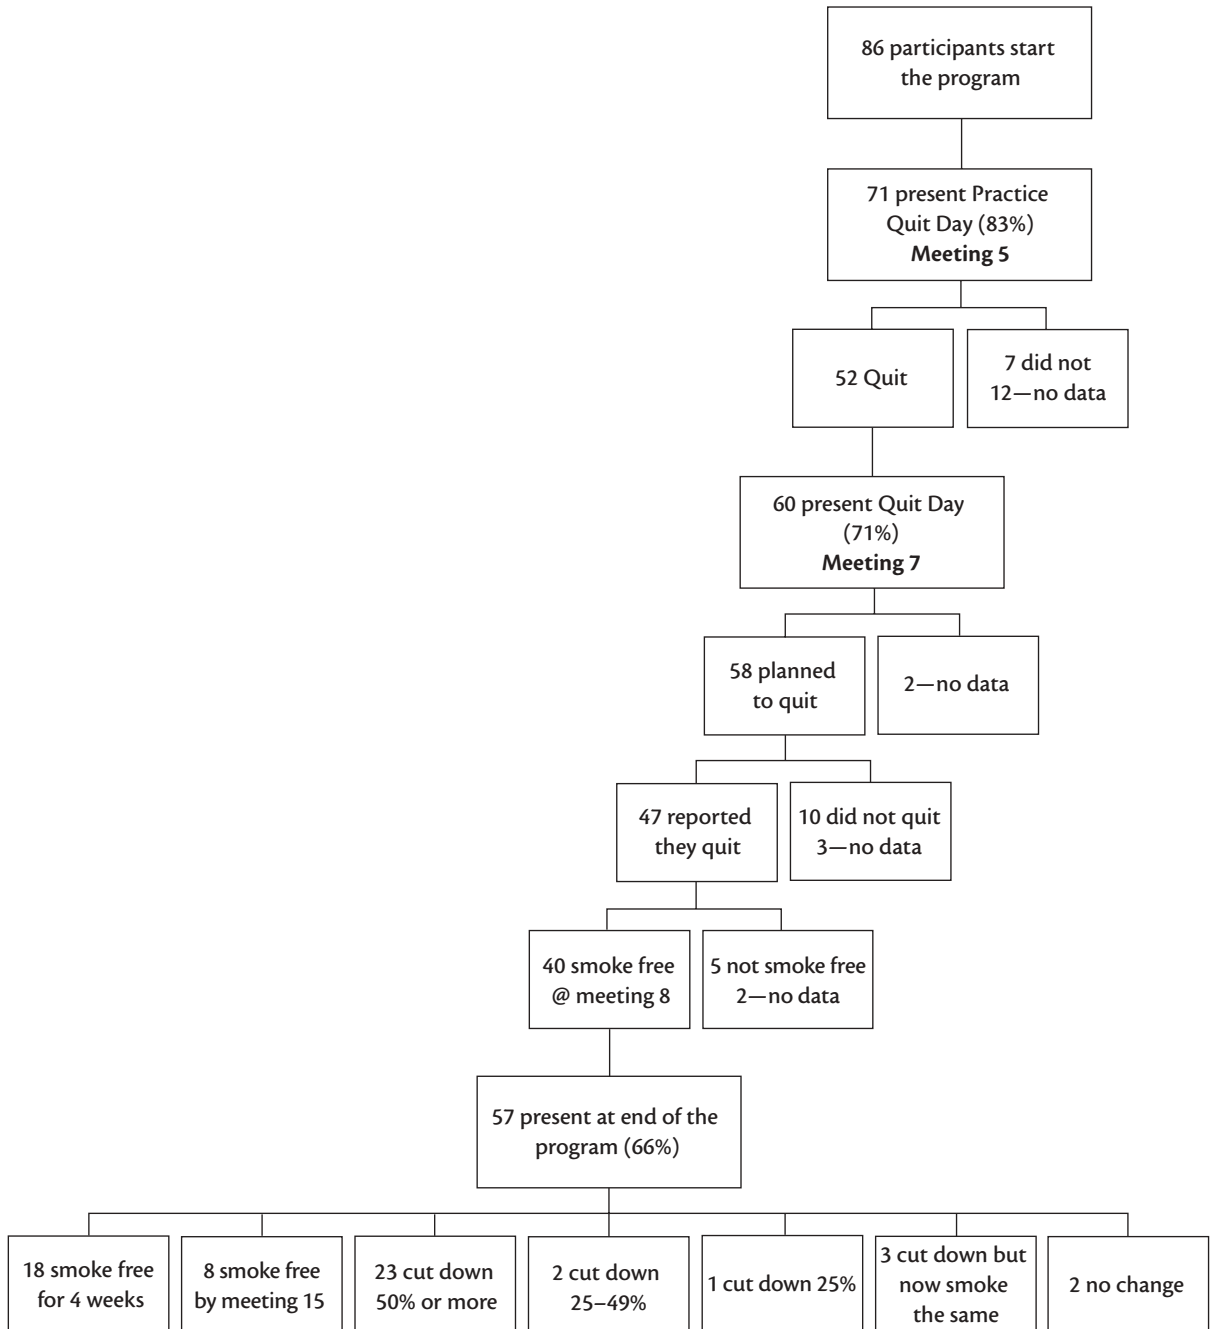 86 participants start
the program
71 present Practice
Quit Day (83%)
Meeting 5
52 Quit
7 did not
12—no data
60 present Quit Day
(71%)
Meeting 7
58 planned
to quit
2—no data
47 reported
they quit
10 did not quit
3—no data
40 smoke free
@ meeting 8
5 not smoke free
2—no data
57 present at end of the
program (66%)
18 smoke free
for 4 weeks
8 smoke free
by meeting 15
23 cut down
50% or more
2 cut down
25–49%
1 cut down 25%
3 cut down but
now smoke
the same
2 no change